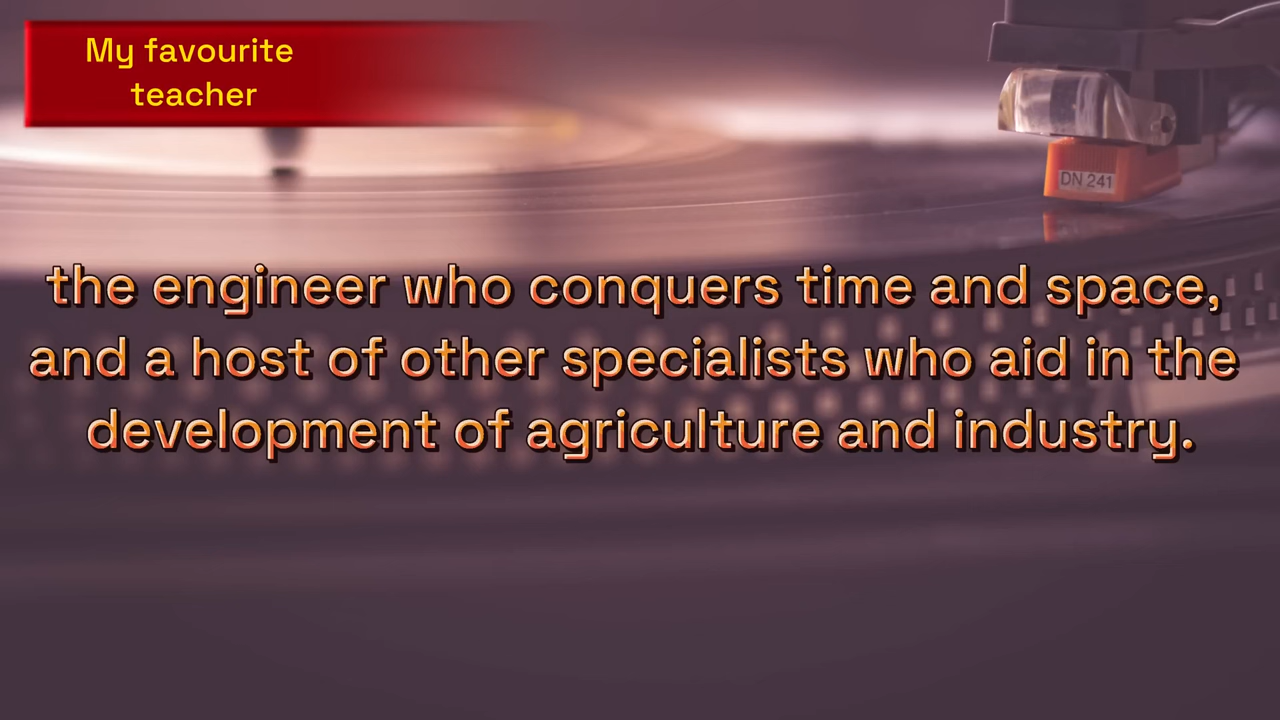 My favourite
teacher
DN 241
the engineer who conquers time and space,
and a host of other specialists who aid in the
development of agriculture and industry.